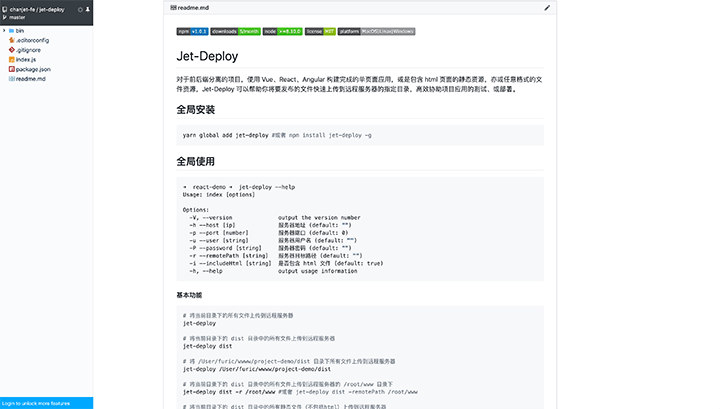 chanjet-fe / jet-deploy
master
bin
.editorconfig
.gitignore
index.js
package.json
readme.md
Login to unlock more features
readme.md
npm v1.0.1 downloads 5/month node >=8.10.0 license MIT platform MacOS|Linux|Windows
Jet-Deploy
对于前后端分离的项目，使用 Vue、React、Angular 构建完成的单页面应用，或是包含 html 页面的静态资源，亦或任意格式的文
件资源，Jet-Deploy 可以帮助你将要发布的文件快速上传到远程服务器的指定目录，高效协助项目应用的测试、或部署。
全局安装
yarn global add jet-deploy #或者 npm install jet-deploy -g
全局使用
➜ react-demo ➜ jet-deploy --help
Usage: index [options]
Options:
-V, --version output the version number
-h --host [ip] 服务器地址 (default: "")
-p --port [number] 服务器端口 (default: 0)
-u --user [string] 服务器用户名 (default: "")
-P --password [string] 服务器密码 (default: "")
-r --remotePath [string] 服务器目标路径 (default: "")
-i --includeHtml [string] 是否包含 html 文件 (default: true)
-h, --help output usage information
基本功能
# 将当前目录下的所有文件上传到远程服务器
jet-deploy
# 将当前目录下的 dist 目录中的所有文件上传到远程服务器
jet-deploy dist
# 将 /User/furic/wwww/project-demo/dist 目录下所有文件上传到远程服务器
jet-deploy /User/furic/wwww/project-demo/dist
# 将当前目录下的 dist 目录中的所有文件上传到远程服务器的 /root/www 目录下
jet-deploy dist -r /root/www #或者 jet-deploy dist -remotePath /root/www
# 将当前目录下的 dist 目录中的所有静态文件（不包括html）上传到远程服务器